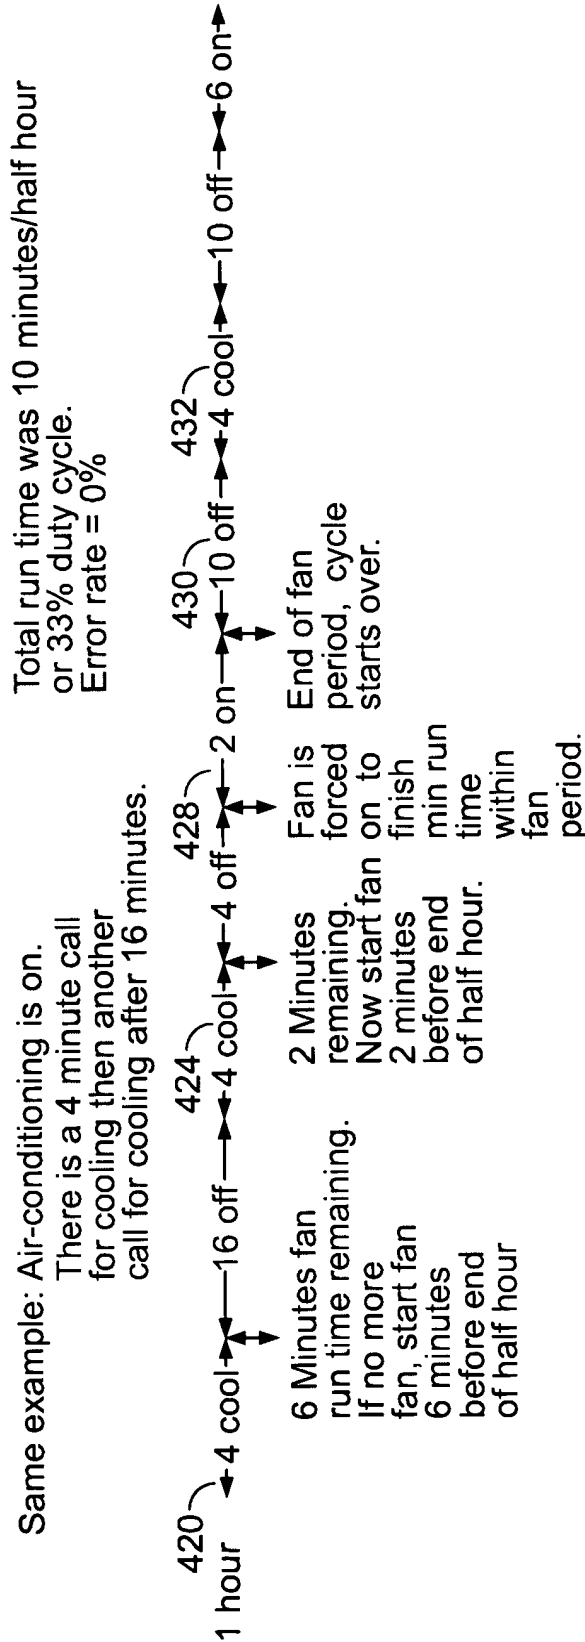 Same example: Air-conditioning is on.
There is a 4 minute call
for cooling then another
call for cooling after 16 minutes.
Total run time was 10 minutes/half hour
or 33% duty cycle.
Error rate = 0%
420
424
428
430
432
1 hour
4 cool
16 off
4 cool
4 off
2 on
10 off
4 cool
10 off
6 on
6 Minutes fan
run time remaining.
If no more
fan, start fan
6 minutes
before end
of half hour
2 Minutes
remaining.
Now start fan
2 minutes
before end
of half hour.
Fan is
forced
on to
finish
min run
time
within
fan
period.
End of fan
period, cycle
starts over.